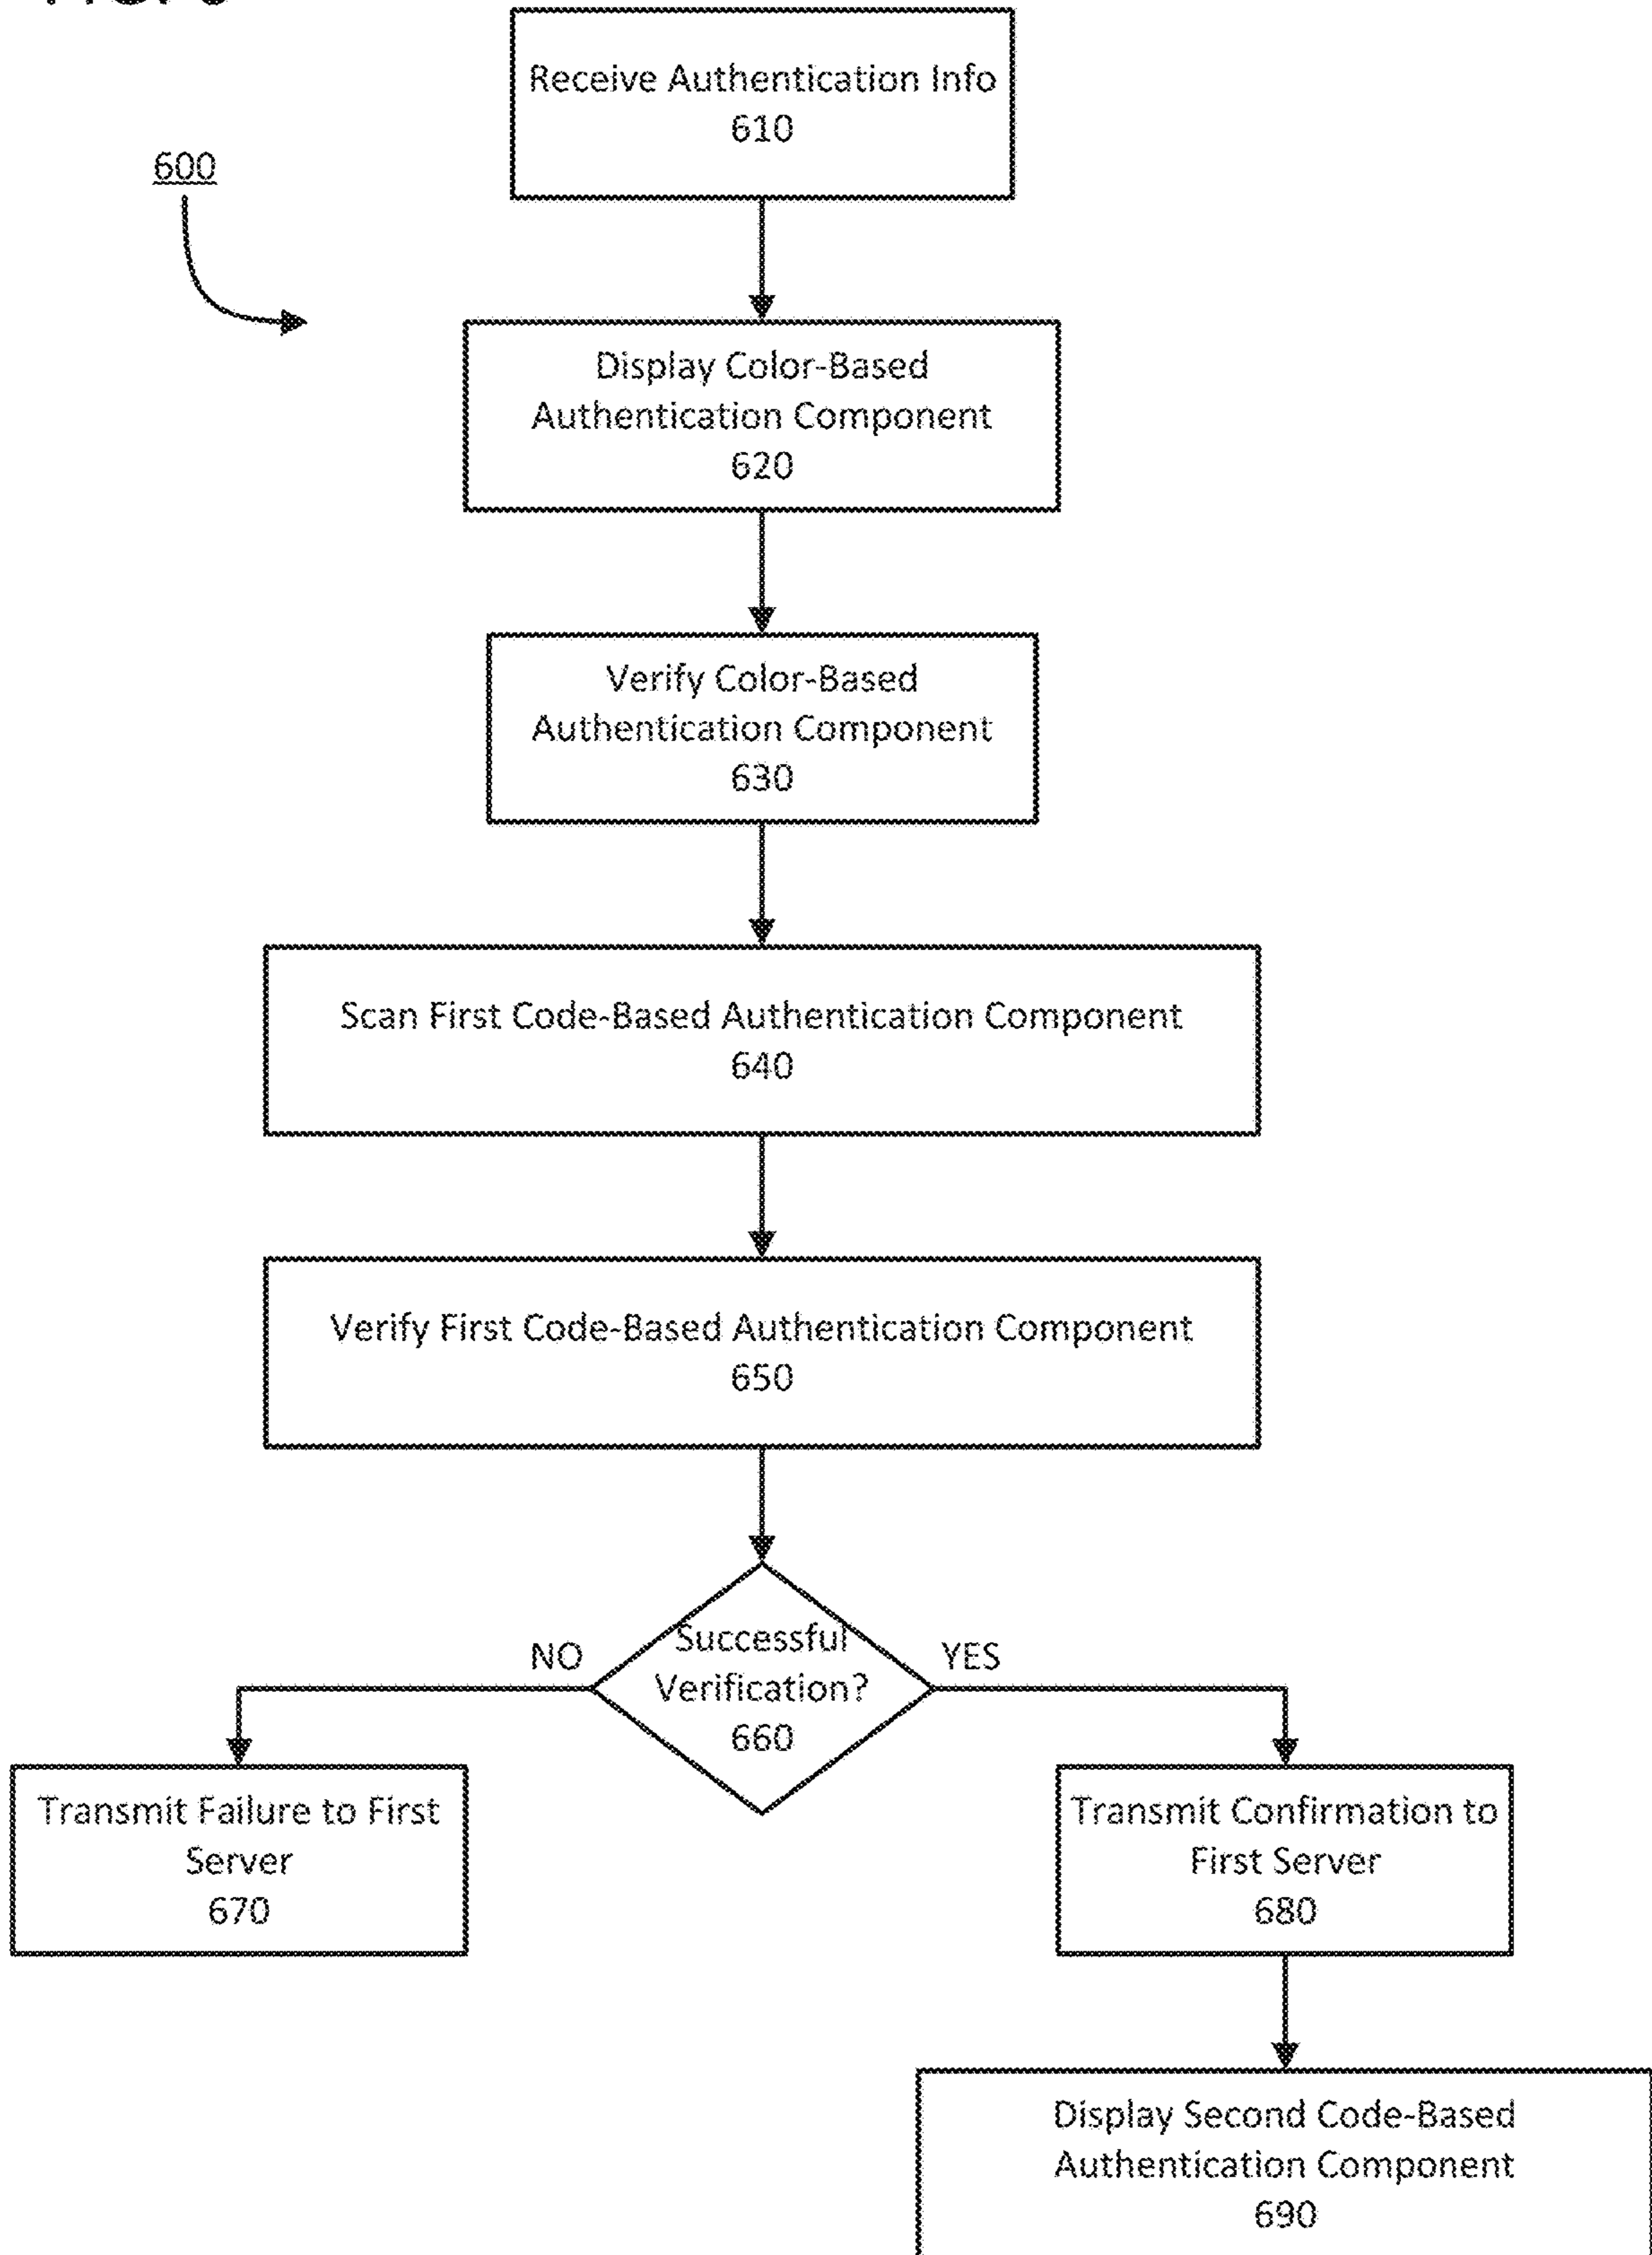 Receive Authentication Info
610
600
Display Color-Based
Authentication Component
620
Verify Color-Based
Authentication Component
630
Scan First Code-Based Authentication Component
640
Verify First Code-Based Authentication Component
650
NO
Successful
Verification?
660
YES
Transmit Failure to First
Server
670
Transmit Confirmation to
First Server
680
Display Second Code-Based
Authentication Component
690